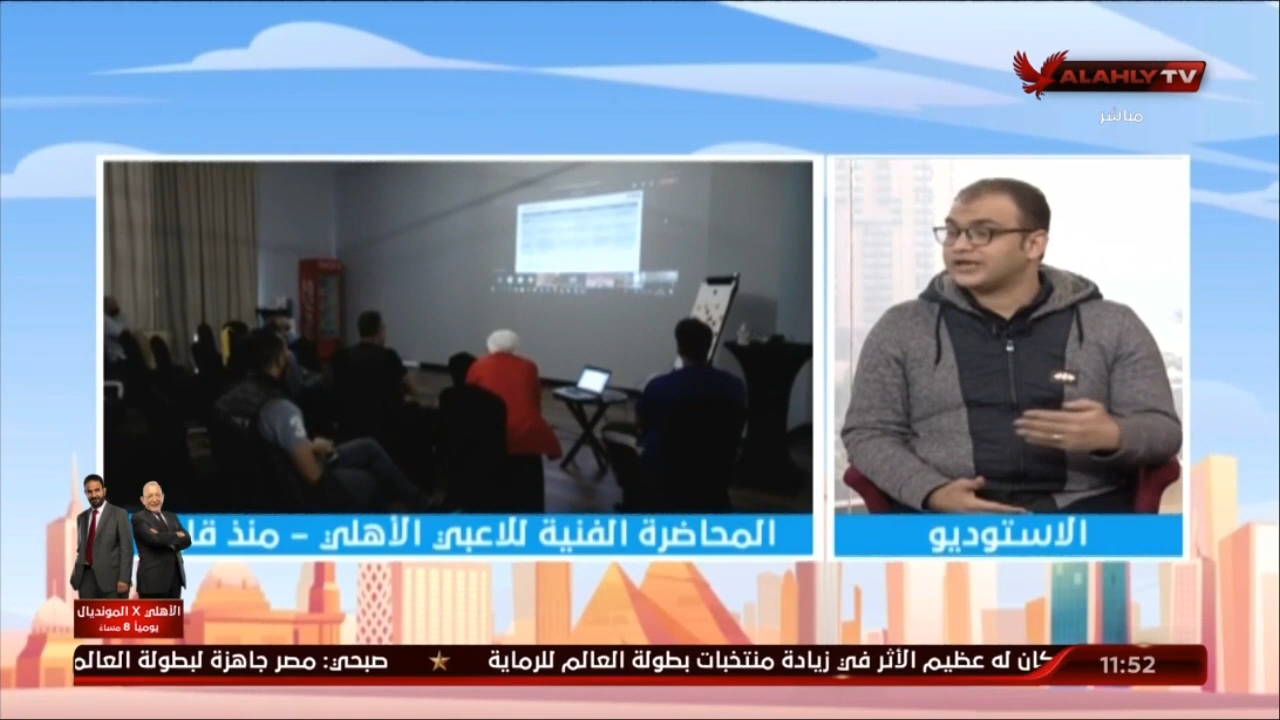 ALAHLY TV
مباشر
الاستوديو
المحاضرة الفنية للاعبي الأهلي - منذ
الأهلي X المونديال
يومياً 8 مساءً
كان له عظيم الأثر في زيادة منتخبات بطولة العالم للرماية
صبحي: مصر جاهزة لبطولة العالم
11:52